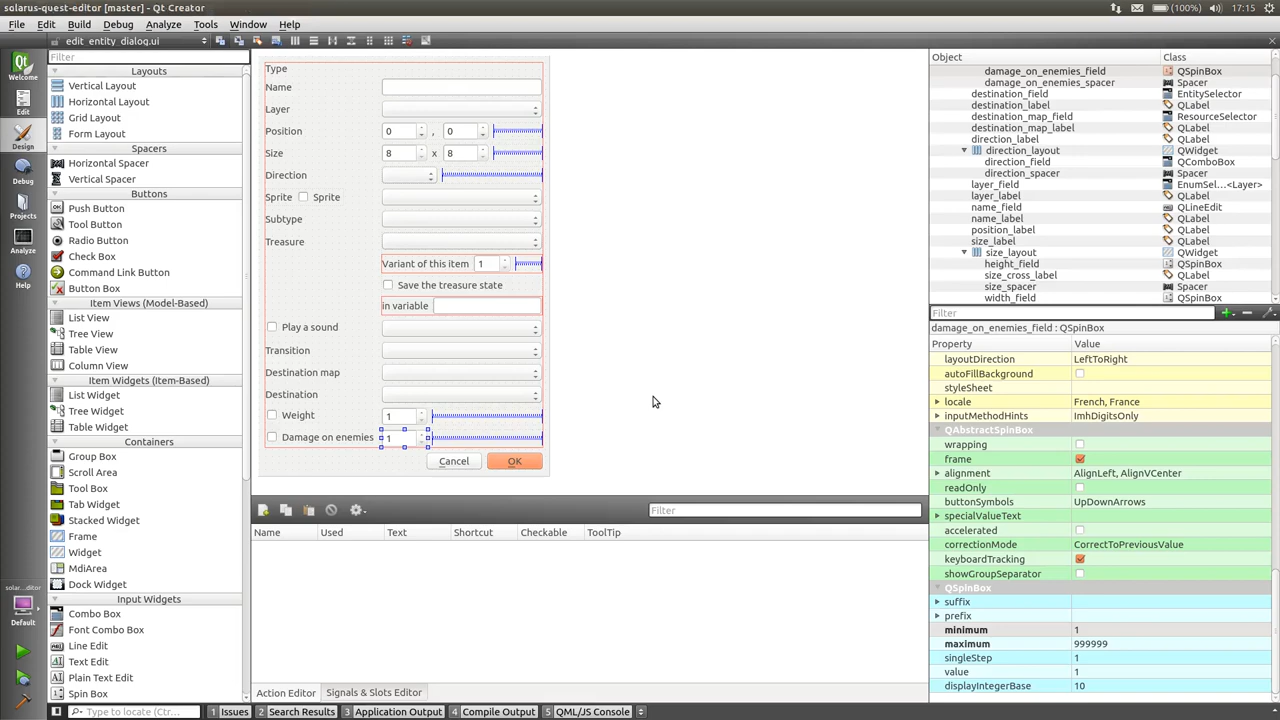 solarus-quest-editor [master] - Qt Creator
(100%)
17:15
File Edit Build Debug Analyze Tools Window Help
edit_entity_dialog.ui
Welcome
Edit
Design
Debug
Projects
Analyze
Help
solar…ditor
Default
Filter
Layouts
Vertical Layout
Horizontal Layout
Grid Layout
Form Layout
Spacers
Horizontal Spacer
Vertical Spacer
Buttons
Push Button
Tool Button
Radio Button
Check Box
Command Link Button
Button Box
Item Views (Model-Based)
List View
Tree View
Table View
Column View
Item Widgets (Item-Based)
List Widget
Tree Widget
Table Widget
Containers
Group Box
Scroll Area
Tool Box
Tab Widget
Stacked Widget
Frame
Widget
MdiArea
Dock Widget
Input Widgets
Combo Box
Font Combo Box
Line Edit
Text Edit
Plain Text Edit
Spin Box
Type
Name
Layer
Position 0 , 0
Size 8 x 8
Direction
Sprite Sprite
Subtype
Treasure
Variant of this item 1
Save the treasure state
in variable
Play a sound
Transition
Destination map
Destination
Weight 1
Damage on enemies 1
Cancel OK
Filter
Name Used Text Shortcut Checkable ToolTip
Action Editor Signals & Slots Editor
Object Class
damage_on_enemies_field QSpinBox
damage_on_enemies_spacer Spacer
destination_field EntitySelector
destination_label QLabel
destination_map_field ResourceSelector
destination_map_label QLabel
direction_label QLabel
direction_layout QWidget
direction_field QComboBox
direction_spacer Spacer
layer_field EnumSel…<Layer>
layer_label QLabel
name_field QLineEdit
name_label QLabel
position_label QLabel
size_label QLabel
size_layout QWidget
height_field QSpinBox
size_cross_label QLabel
size_spacer Spacer
width_field QSpinBox
Filter
damage_on_enemies_field : QSpinBox
Property Value
layoutDirection LeftToRight
autoFillBackground
styleSheet
locale French, France
inputMethodHints ImhDigitsOnly
QAbstractSpinBox
wrapping
frame
alignment AlignLeft, AlignVCenter
readOnly
buttonSymbols UpDownArrows
specialValueText
accelerated
correctionMode CorrectToPreviousValue
keyboardTracking
showGroupSeparator
QSpinBox
suffix
prefix
minimum 1
maximum 999999
singleStep 1
value 1
displayIntegerBase 10
Type to locate (Ctrl… 1 Issues 2 Search Results 3 Application Output 4 Compile Output 5 QML/JS Console